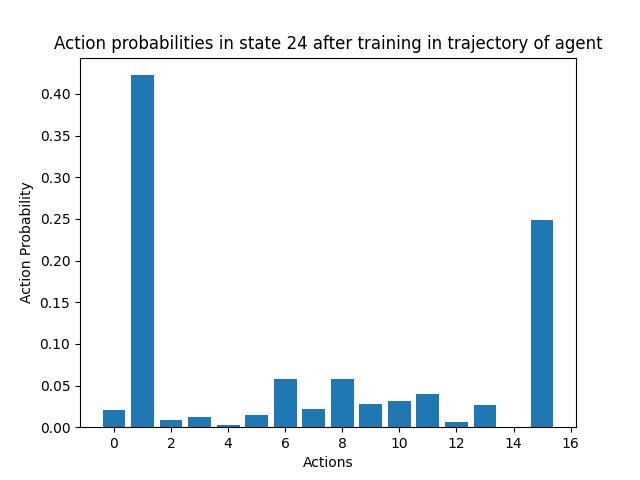 Action probabilities in state 24 after training in trajectory of agent
Action Probability
0.40
0.35
0.30
0.25
0.20
0.15
0.10
0.05
0.00
0 2 4 6 8 10 12 14 16
Actions